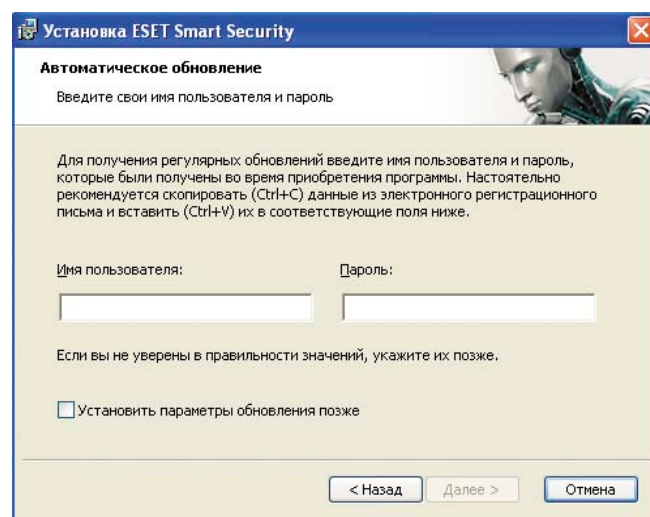 Установка ESET Smart Security
Автоматическое обновление
Введите свои имя пользователя и пароль
Для получения регулярных обновлений введите имя пользователя и пароль,
которые были получены во время приобретения программы. Настоятельно
рекомендуется скопировать (Ctrl+C) данные из электронного регистрационного
письма и вставить (Ctrl+V) их в соответствующие поля ниже.
Имя пользователя:
Пароль:
Если вы не уверены в правильности значений, укажите их позже.
Установить параметры обновления позже
< Назад
Далее >
Отмена